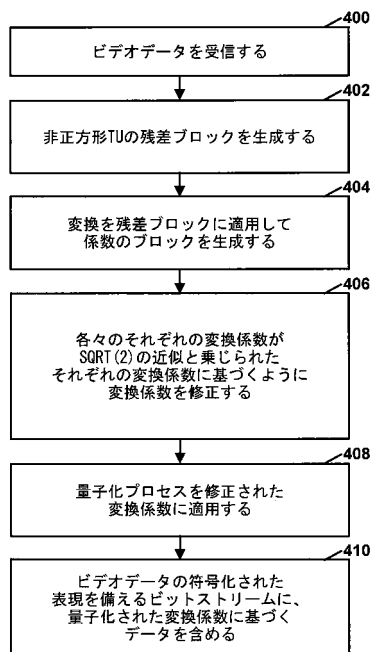 400
ビデオデータを受信する
402
非正方形TUの残差ブロックを生成する
404
変換を残差ブロックに適用して
係数のブロックを生成する
406
各々のそれぞれの変換係数が
SQRT(2)の近似と乗じられた
それぞれの変換係数に基づくように
変換係数を修正する
408
量子化プロセスを修正された
変換係数に適用する
410
ビデオデータの符号化された
表現を備えるビットストリームに、
量子化された変換係数に基づく
データを含める